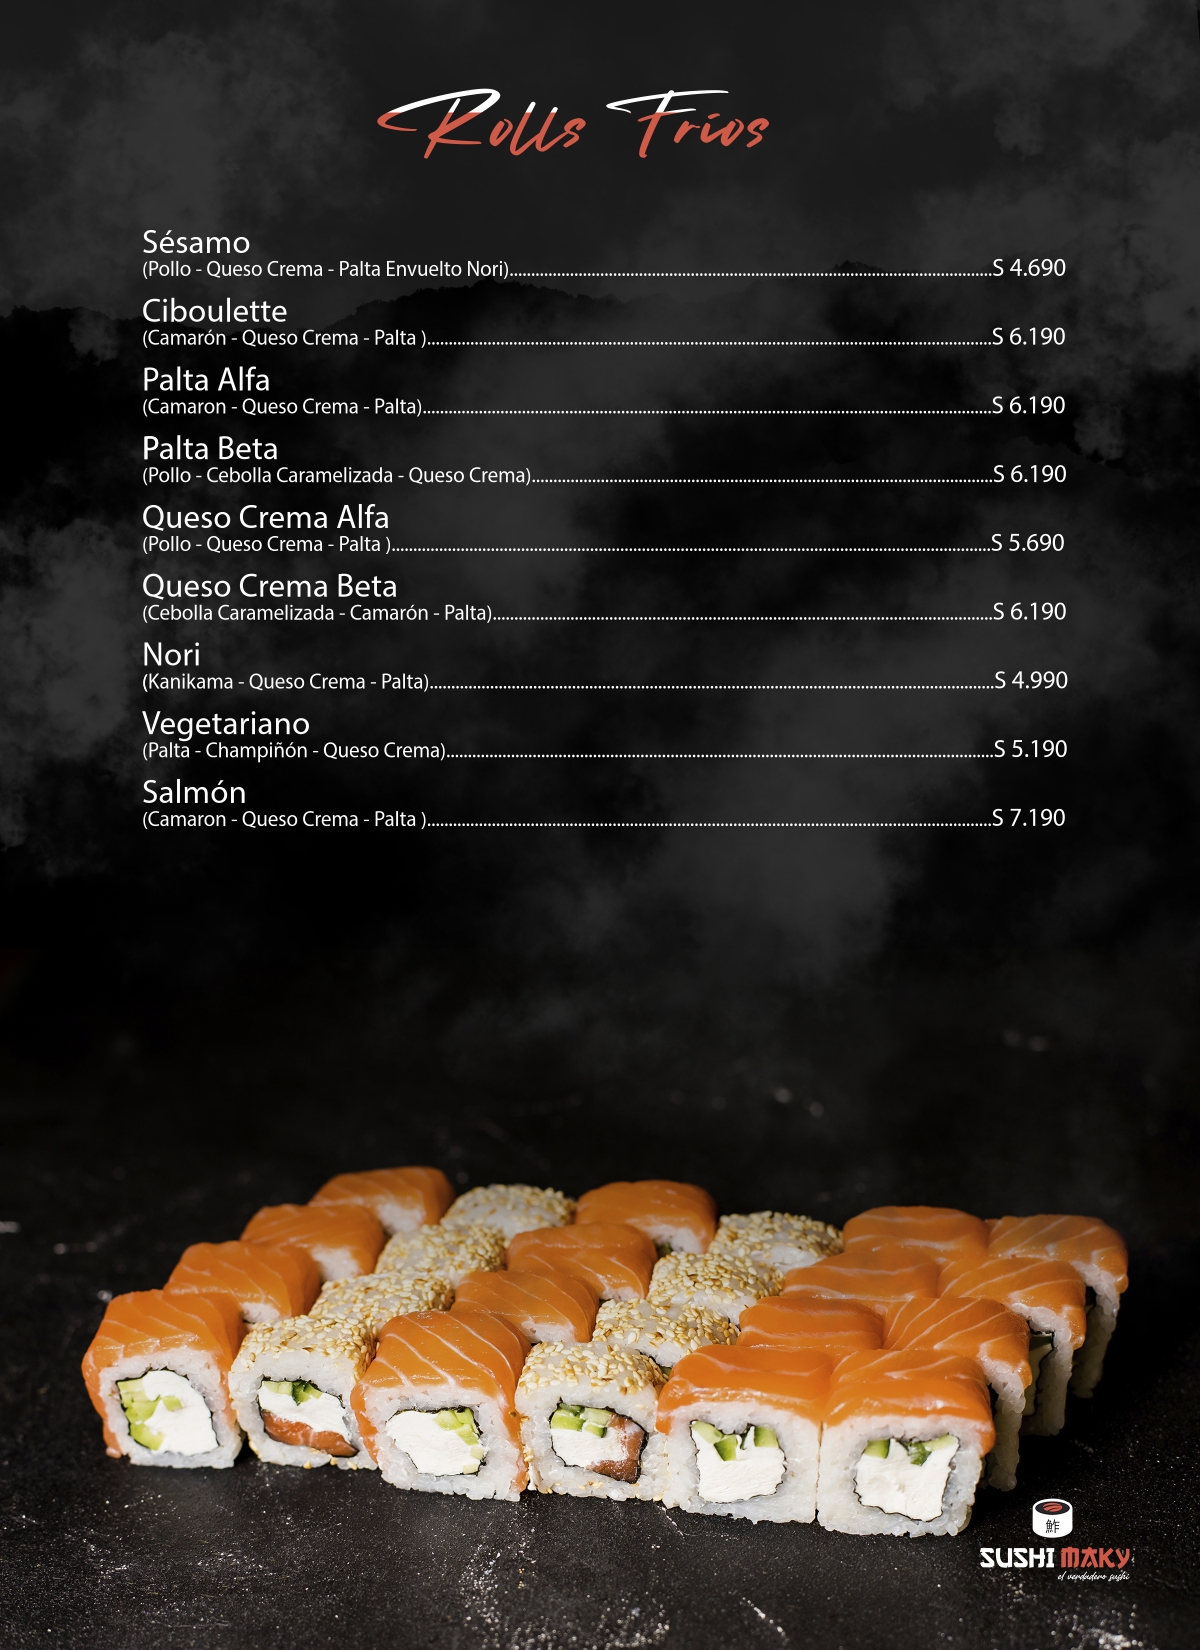 Rolls Fríos
Sésamo
(Pollo - Queso Crema - Palta Envuelto Nori)........S 4.690
Ciboulette
(Camarón - Queso Crema - Palta )........S 6.190
Palta Alfa
(Camaron - Queso Crema - Palta)........S 6.190
Palta Beta
(Pollo - Cebolla Caramelizada - Queso Crema)........S 6.190
Queso Crema Alfa
(Pollo - Queso Crema - Palta )........S 5.690
Queso Crema Beta
(Cebolla Caramelizada - Camarón - Palta)........S 6.190
Nori
(Kanikama - Queso Crema - Palta)........S 4.990
Vegetariano
(Palta - Champiñón - Queso Crema)........S 5.190
Salmón
(Camaron - Queso Crema - Palta )........S 7.190
鮓
SUSHI MAKY
el verdadero sushi